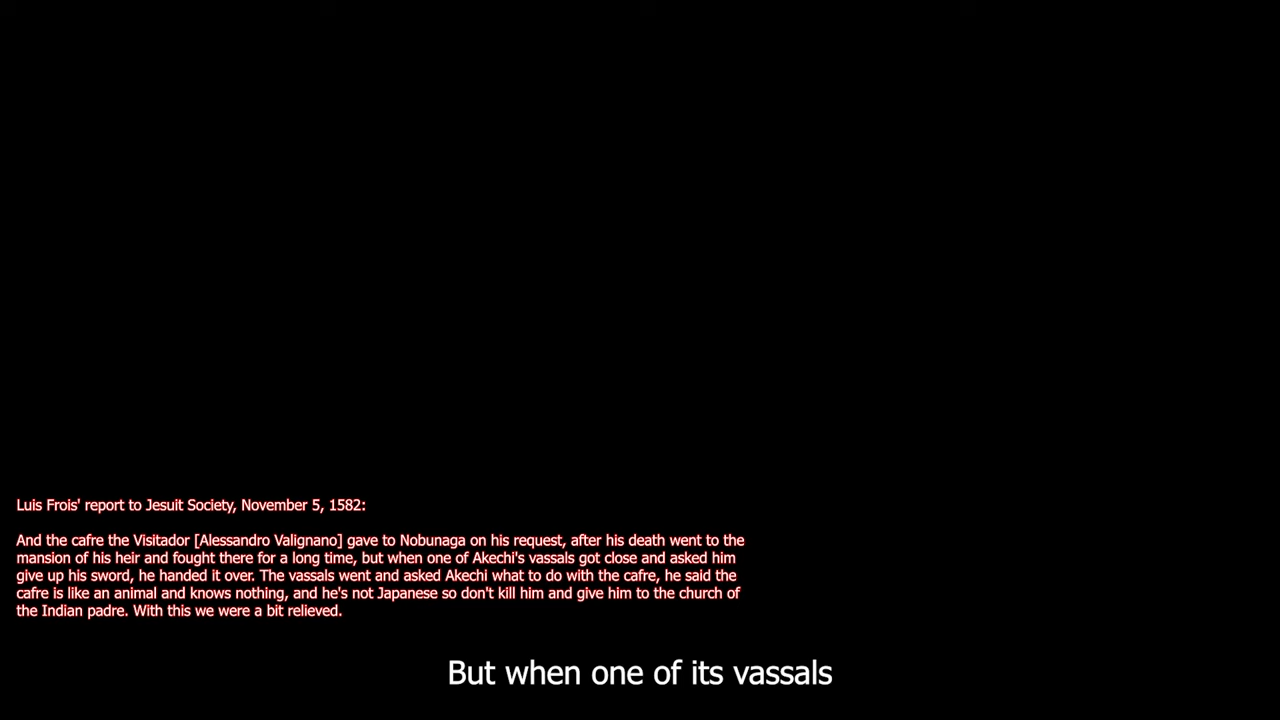 Luis Frois' report to Jesuit Society, November 5, 1582:
And the cafre the Visitador [Alessandro Valignano] gave to Nobunaga on his request, after his death went to the
mansion of his heir and fought there for a long time, but when one of Akechi's vassals got close and asked him
give up his sword, he handed it over. The vassals went and asked Akechi what to do with the cafre, he said the
cafre is like an animal and knows nothing, and he's not Japanese so don't kill him and give him to the church of
the Indian padre. With this we were a bit relieved.
But when one of its vassals